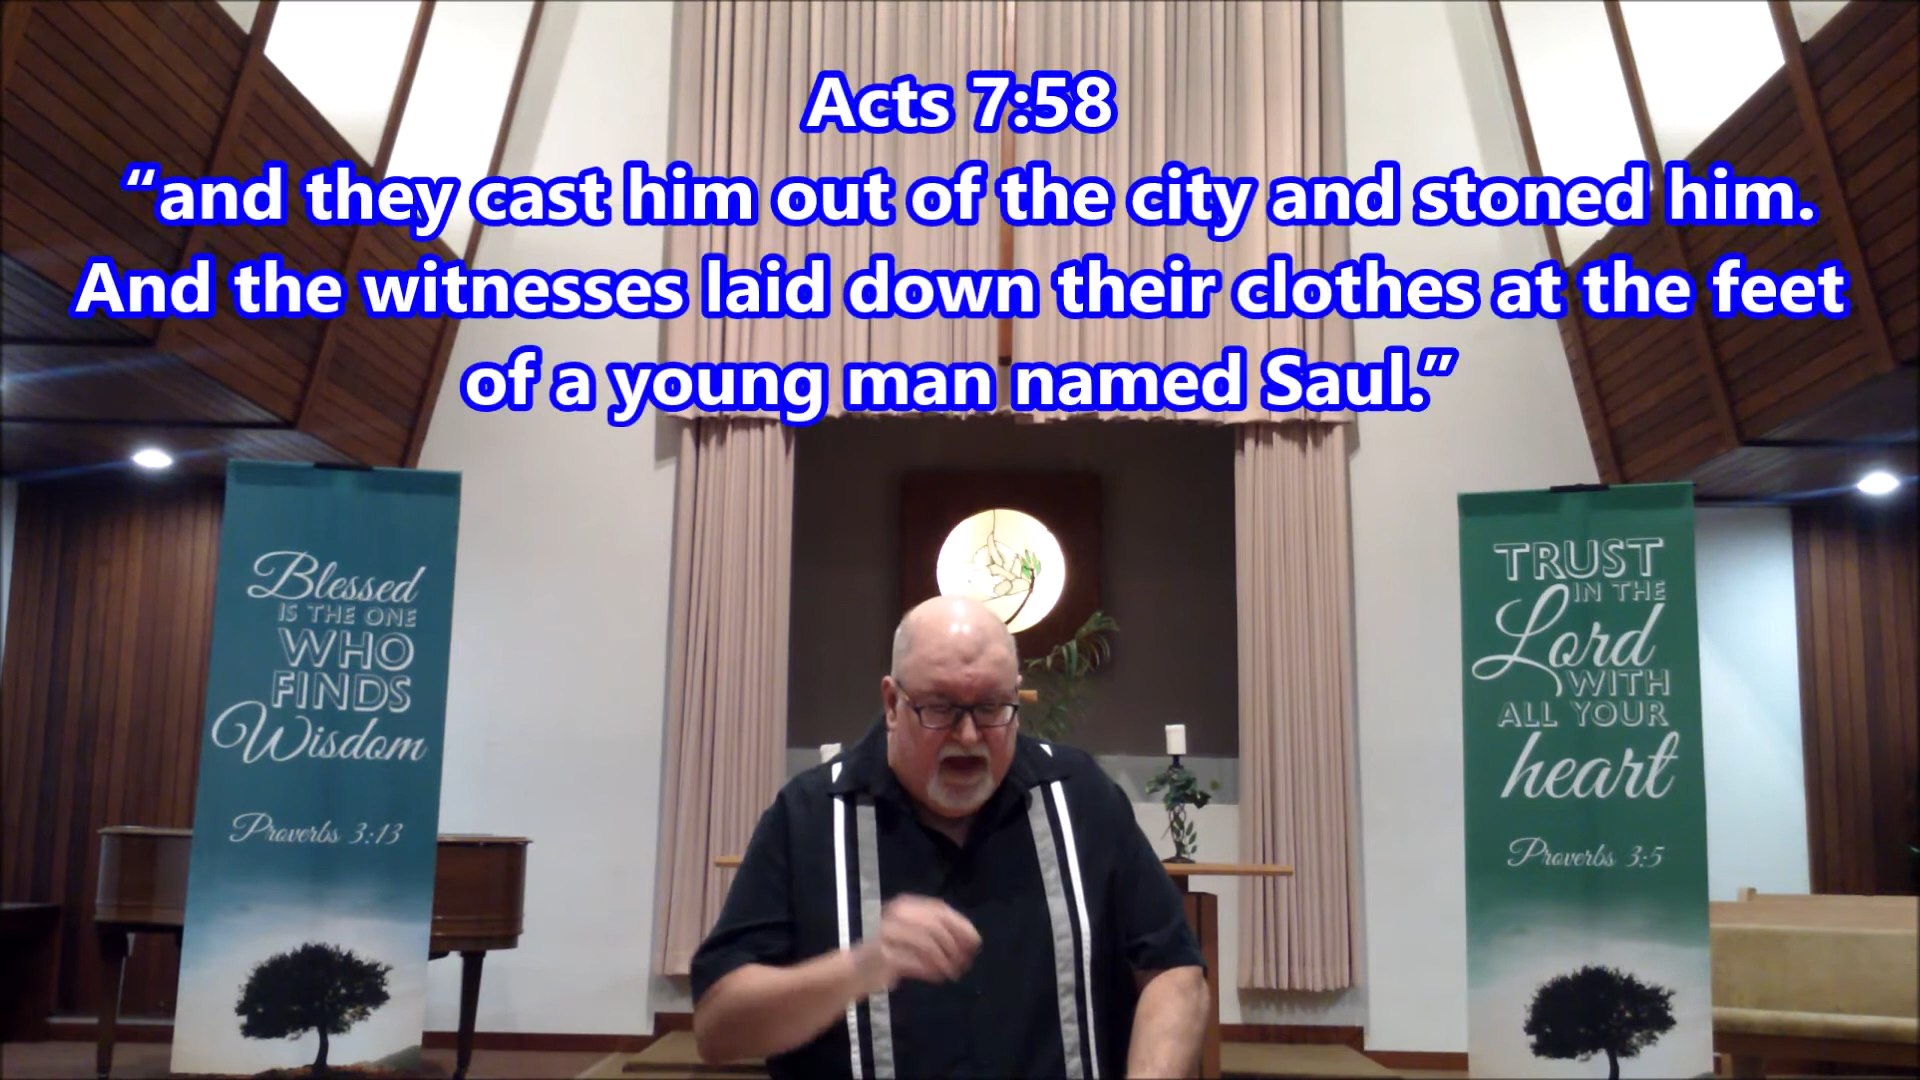 Acts 7:58
“and they cast him out of the city and stoned him.
And the witnesses laid down their clothes at the feet
of a young man named Saul.”
Blessed
IS THE ONE
WHO
FINDS
Wisdom
Proverbs 3:13
TRUST
IN THE
Lord
WITH
ALL YOUR
heart
Proverbs 3:5